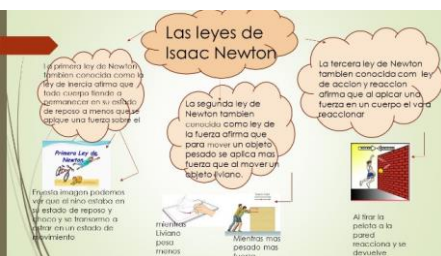 Las leyes de
Isaac Newton
La primera ley de Newton
tambien conocida como la
ley de inercia afirma que
todo cuerpo tiende a
permanecer en su estado
de reposo a menos que se
aplique una fuerza sobre el
Primera Ley de
Newton
En esta imagen podemos
ver que el nino estaba en
su estado de reposo y
choco y se transformo a
entrar en un estado de
movimiento
La segunda ley de
Newton tambien
conocida como ley de
la fuerza afirma que
para mover un objeto
pesado se aplica mas
fuerza que al mover un
objeto liviano.
mientras
Liviano
pesa
menos
Mientras mas
pesado mas
fuerza
La tercera ley de Newton
tambien conocida com ley
de accion y reaccion
afirma que al apicar una
fuerza en un cuerpo el va a
reaccionar
Al tirar la
pelota a la
pared
rreacciona y se
devuelve